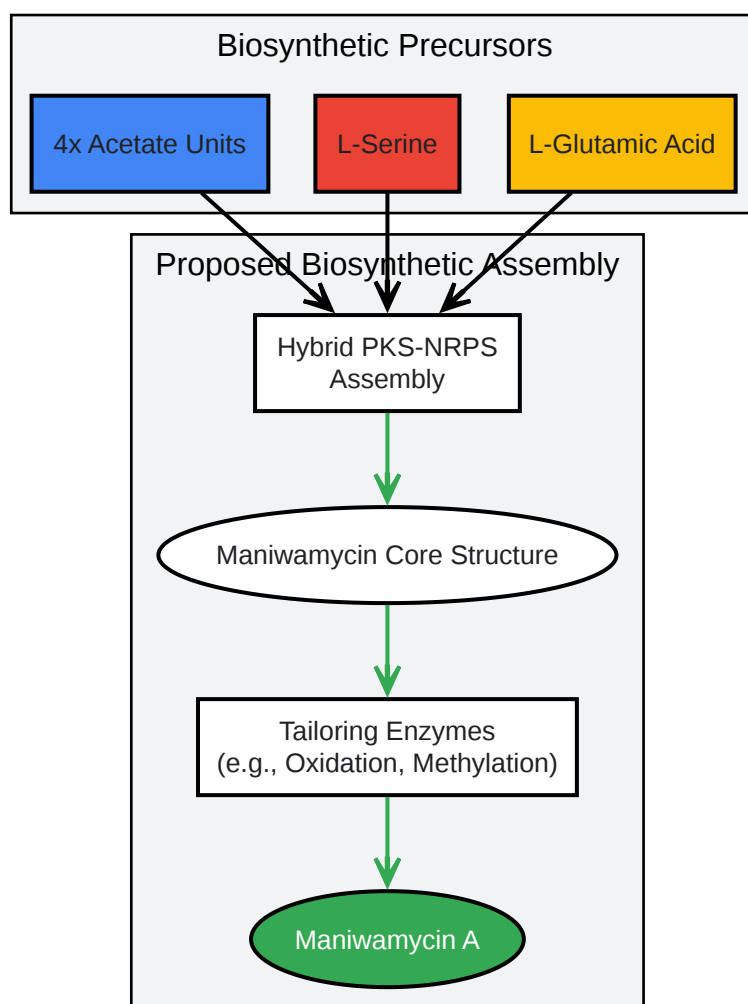 Biosynthetic Precursors
4x Acetate Units
L-Serine
L-Glutamic Acid
Proposed Biosynthetic Assembly
Hybrid PKS-NRPS
Assembly
Maniwamycin Core Structure
Tailoring Enzymes
(e.g., Oxidation, Methylation)
Maniwamycin A